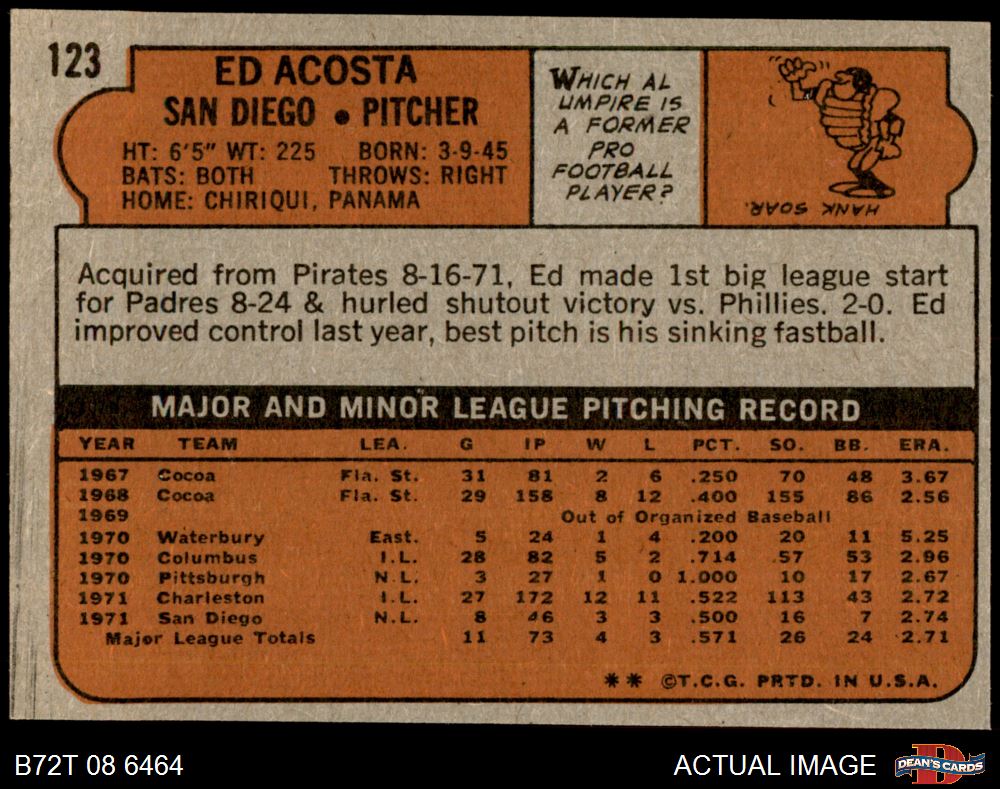 123
ED ACOSTA
SAN DIEGO • PITCHER
HT: 6'5" WT: 225 BORN: 3-9-45
BATS: BOTH THROWS: RIGHT
HOME: CHIRIQUI, PANAMA
WHICH AL
UMPIRE IS
A FORMER
PRO
FOOTBALL
PLAYER?
HANK SOAR.
Acquired from Pirates 8-16-71, Ed made 1st big league start
for Padres 8-24 & hurled shutout victory vs. Phillies. 2-0. Ed
improved control last year, best pitch is his sinking fastball.
MAJOR AND MINOR LEAGUE PITCHING RECORD
YEAR TEAM LEA. G IP W L PCT. SO. BB. ERA.
1967 Cocoa Fla. St. 31 81 2 6 .250 70 48 3.67
1968 Cocoa Fla. St. 29 158 8 12 .400 155 86 2.56
1969 Out of Organized Baseball
1970 Waterbury East. 5 24 1 4 .200 20 11 5.25
1970 Columbus I.L. 28 82 5 2 .714 57 53 2.96
1970 Pittsburgh N.L. 3 27 1 0 1.000 10 17 2.67
1971 Charleston I.L. 27 172 12 11 .522 113 43 2.72
1971 San Diego N.L. 8 46 3 3 .500 16 7 2.74
Major League Totals 11 73 4 3 .571 26 24 2.71
** ©T.C.G. PRTD. IN U.S.A.
B72T 08 6464
ACTUAL IMAGE
D
DEAN'S CARDS